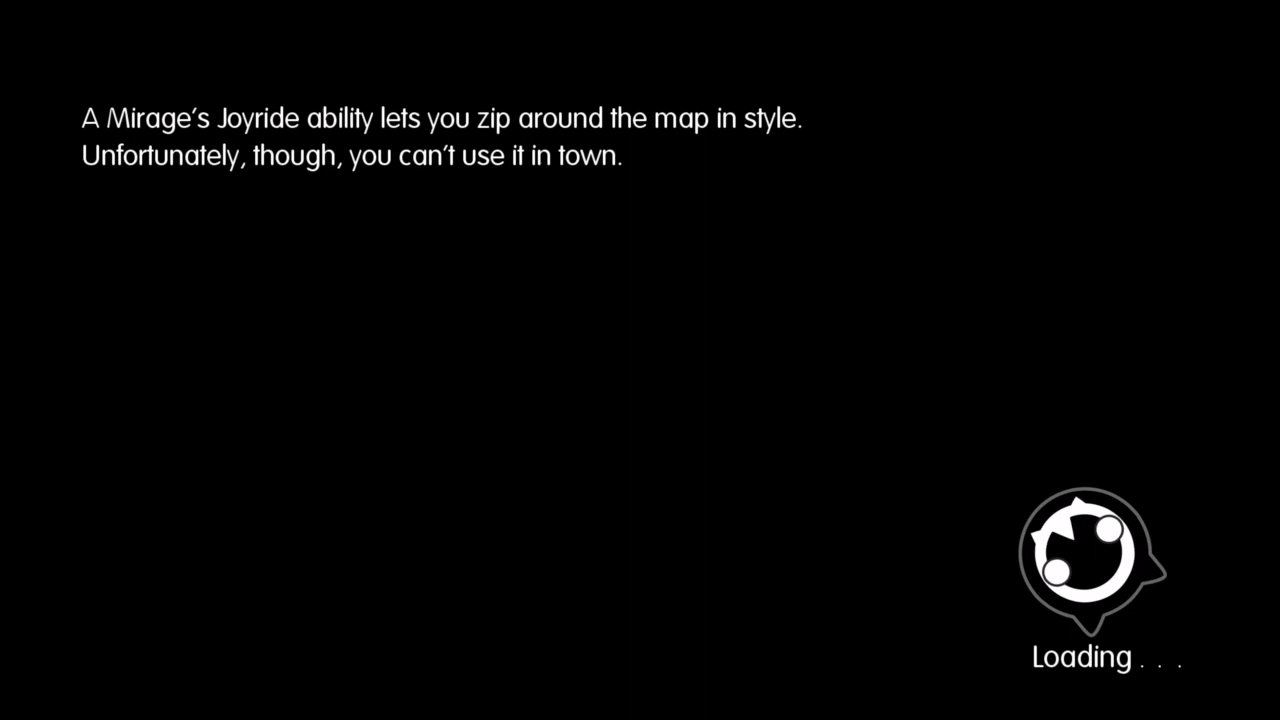 A Mirage's Joyride ability lets you zip around the map in style.
Unfortunately, though, you can't use it in town.
Loading . . .